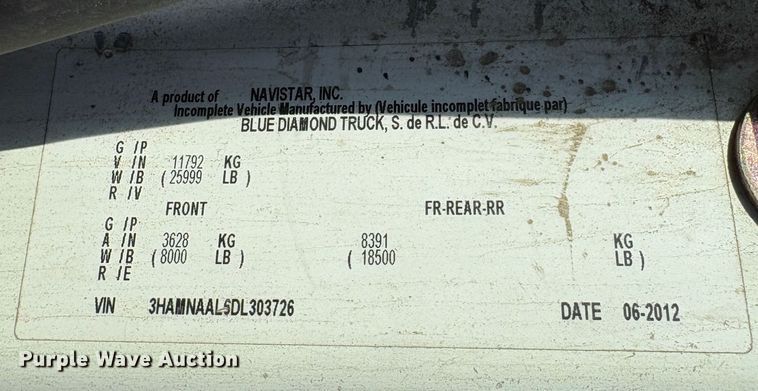 A product of NAVISTAR, INC.
Incomplete Vehicle Manufactured by (Vehicule incomplet fabrique par)
BLUE DIAMOND TRUCK, S. de R.L. de C.V.
G /P
V /IN 11792 KG
W /B ( 25999 LB )
R /V
FRONT FR-REAR-RR
G /P
A /IN 3628 KG 8391 KG
W /B ( 8000 LB ) ( 18500 LB )
R /E
VIN DATE 06-2012
Purple Wave Auction